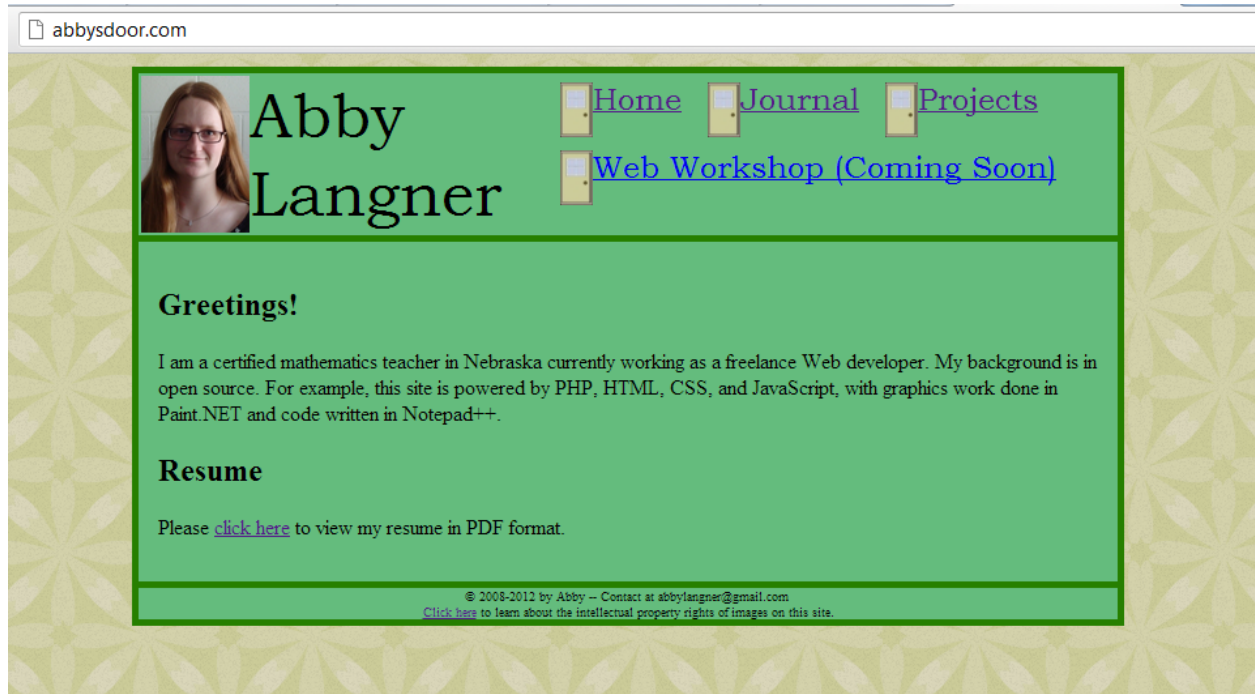 abbysdoor.com
Abby
Langner
Home Journal Projects
Web Workshop (Coming Soon)
Greetings!
I am a certified mathematics teacher in Nebraska currently working as a freelance Web developer. My background is in
open source. For example, this site is powered by PHP, HTML, CSS, and JavaScript, with graphics work done in
Paint.NET and code written in Notepad++.
Resume
Please click here to view my resume in PDF format.
© 2008-2012 by Abby -- Contact at abbylangner@gmail.com
Click here to learn about the intellectual property rights of images on this site.